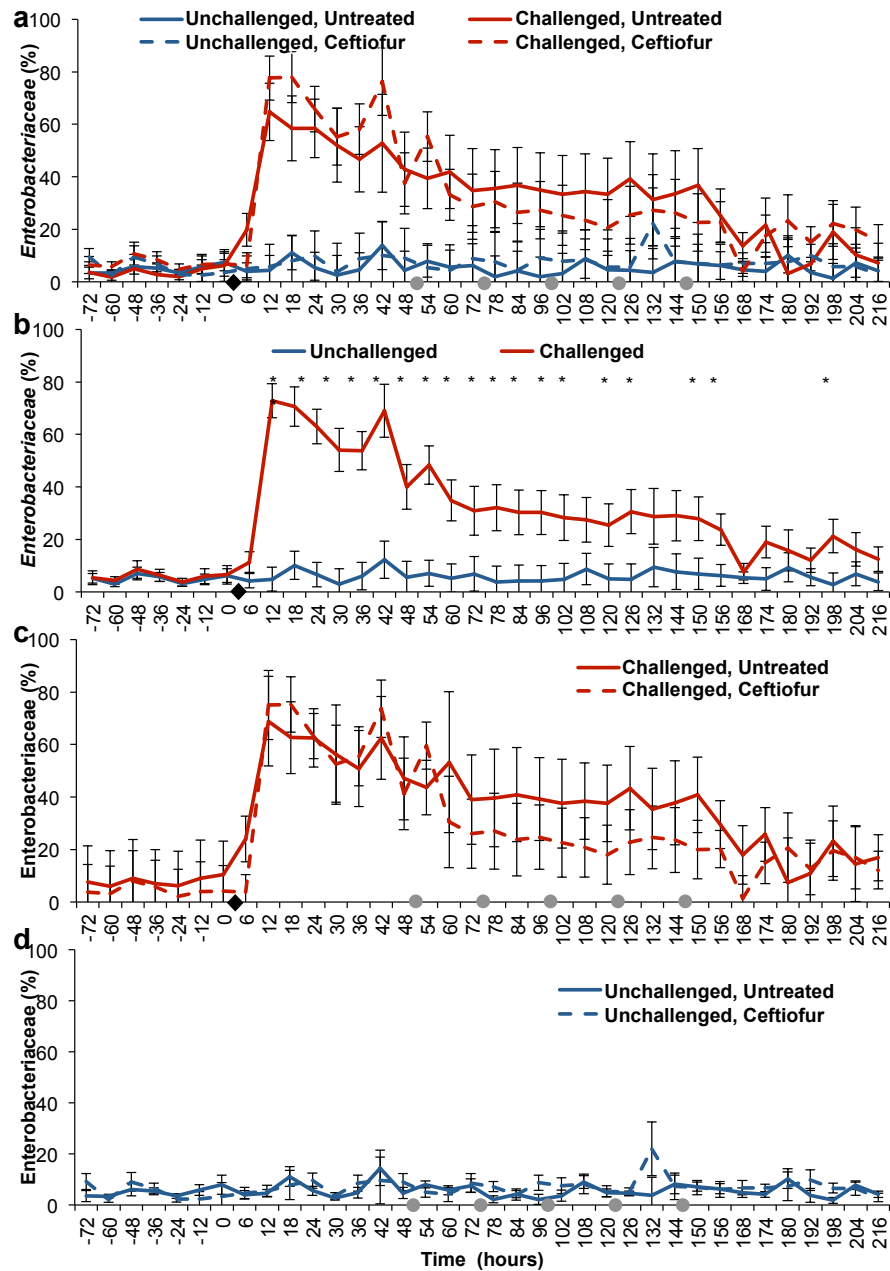 a
Unchallenged, Untreated Challenged, Untreated
Unchallenged, Ceftiofur Challenged, Ceftiofur
Enterobacteriaceae (%)
100
80
60
40
20
0
-72 -60 -48 -36 -24 -12 0 6 12 18 24 30 36 42 48 54 60 72 78 84 96 102 108 120 126 132 144 150 156 168 174 180 192 198 204 216
b
Unchallenged Challenged
Enterobacteriaceae (%)
100
80
60
40
20
0
* * * * * * * * * * * * * * * * * *
-72 -60 -48 -36 -24 -12 0 6 12 18 24 30 36 42 48 54 60 72 78 84 96 102 108 120 126 132 144 150 156 168 174 180 192 198 204 216
c
Challenged, Untreated
Challenged, Ceftiofur
Enterobacteriaceae (%)
100
80
60
40
20
0
-72 -60 -48 -36 -24 -12 0 6 12 18 24 30 36 42 48 54 60 72 78 84 96 102 108 120 126 132 144 150 156 168 174 180 192 198 204 216
d
Unchallenged, Untreated
Unchallenged, Ceftiofur
Enterobacteriaceae (%)
100
80
60
40
20
0
-72 -60 -48 -36 -24 -12 0 6 12 18 24 30 36 42 48 54 60 72 78 84 96 102 108 120 126 132 144 150 156 168 174 180 192 198 204 216
Time (hours)